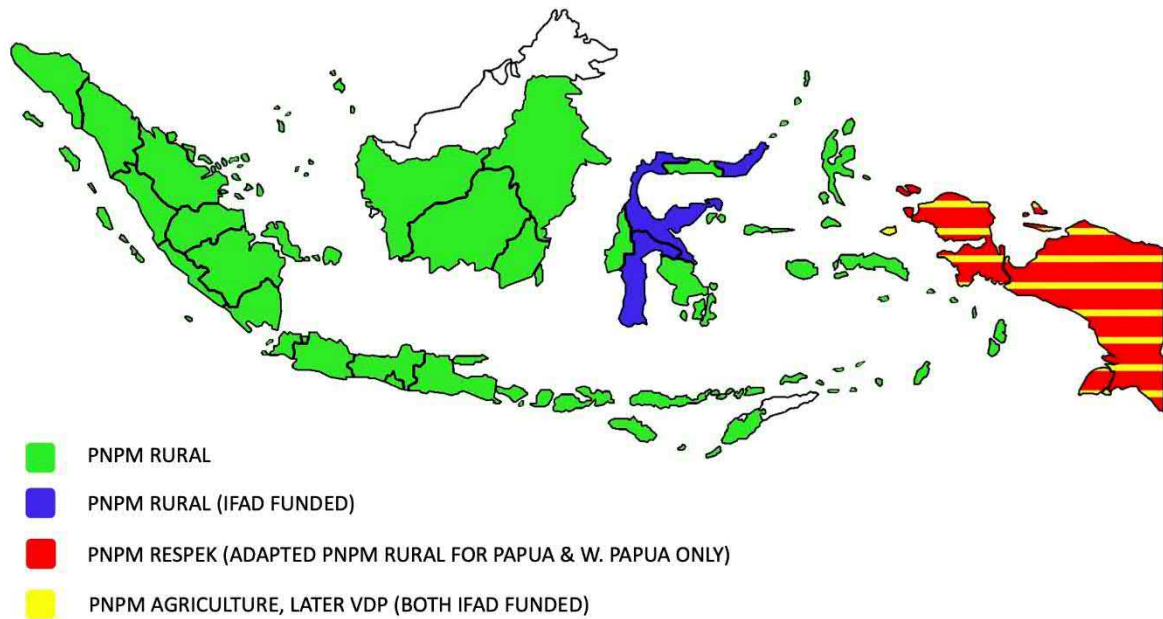 PNPM RURAL
PNPM RURAL (IFAD FUNDED)
PNPM RESPEK (ADAPTED PNPM RURAL FOR PAPUA & W. PAPUA ONLY)
PNPM AGRICULTURE, LATER VDP (BOTH IFAD FUNDED)